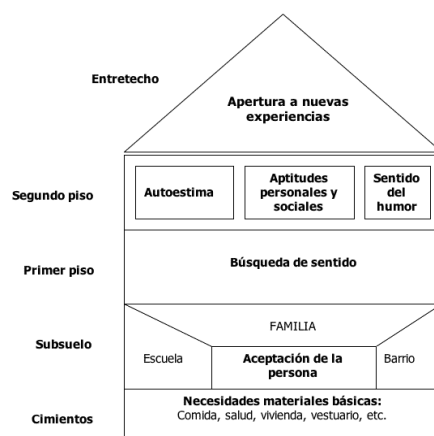 Entretecho
Apertura a nuevas
experiencias
Segundo piso
Autoestima
Aptitudes
personales y
sociales
Sentido
del
humor
Primer piso
Búsqueda de sentido
Subsuelo
FAMILIA
Escuela
Aceptación de la
persona
Barrio
Cimientos
Necesidades materiales básicas:
Comida, salud, vivienda, vestuario, etc.